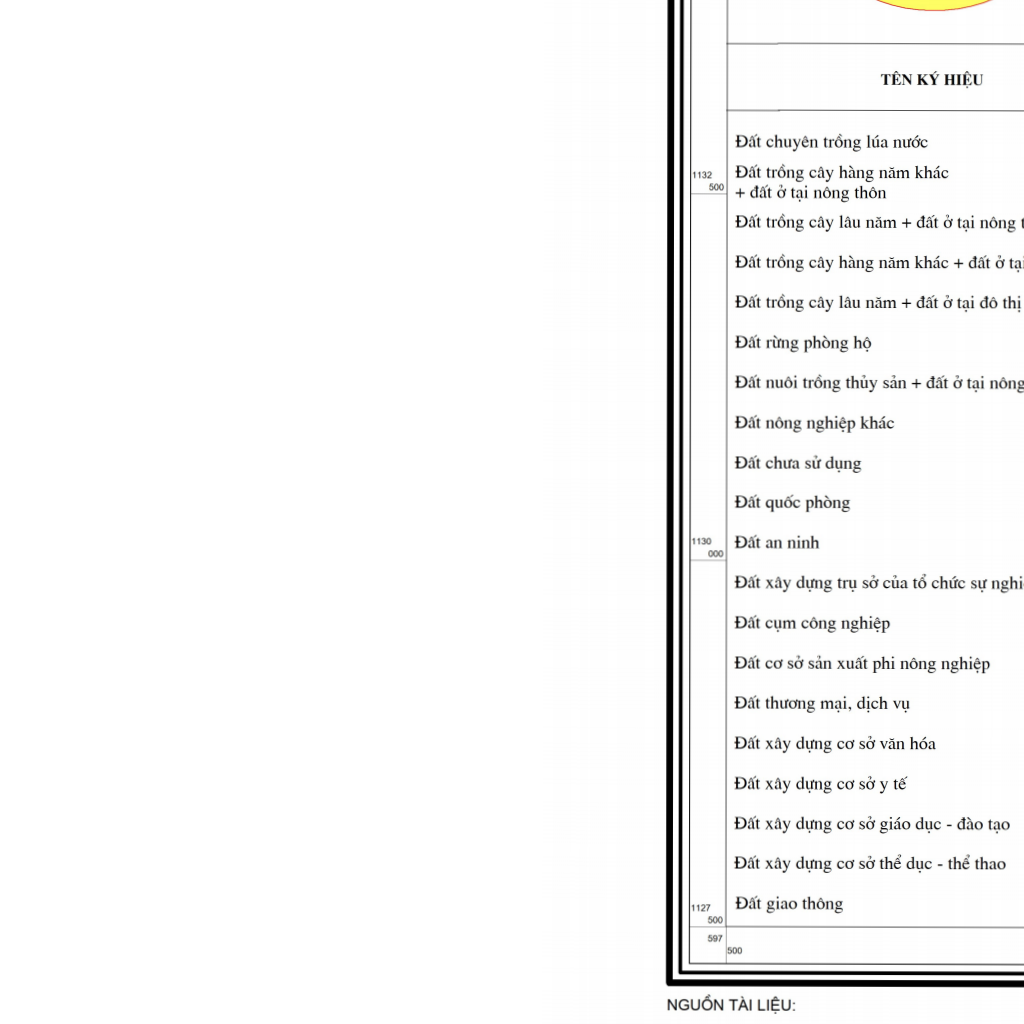 TÊN KÝ HIỆU
Đất chuyên trồng lúa nước
1132
500
Đất trồng cây hàng năm khác
+ đất ở tại nông thôn
Đất trồng cây lâu năm + đất ở tại nông
Đất trồng cây hàng năm khác + đất ở tại
Đất trồng cây lâu năm + đất ở tại đô thị
Đất rừng phòng hộ
Đất nuôi trồng thủy sản + đất ở tại nông
Đất nông nghiệp khác
Đất chưa sử dụng
Đất quốc phòng
1130
000
Đất an ninh
Đất xây dựng trụ sở của tổ chức sự
Đất cụm công nghiệp
Đất cơ sở sản xuất phi nông nghiệp
Đất thương mại, dịch vụ
Đất xây dựng cơ sở văn hóa
Đất xây dựng cơ sở y tế
Đất xây dựng cơ sở giáo dục - đào tạo
Đất xây dựng cơ sở thể dục - thể thao
Đất giao thông
1127
500
597
500
NGUỒN TÀI LIỆU: